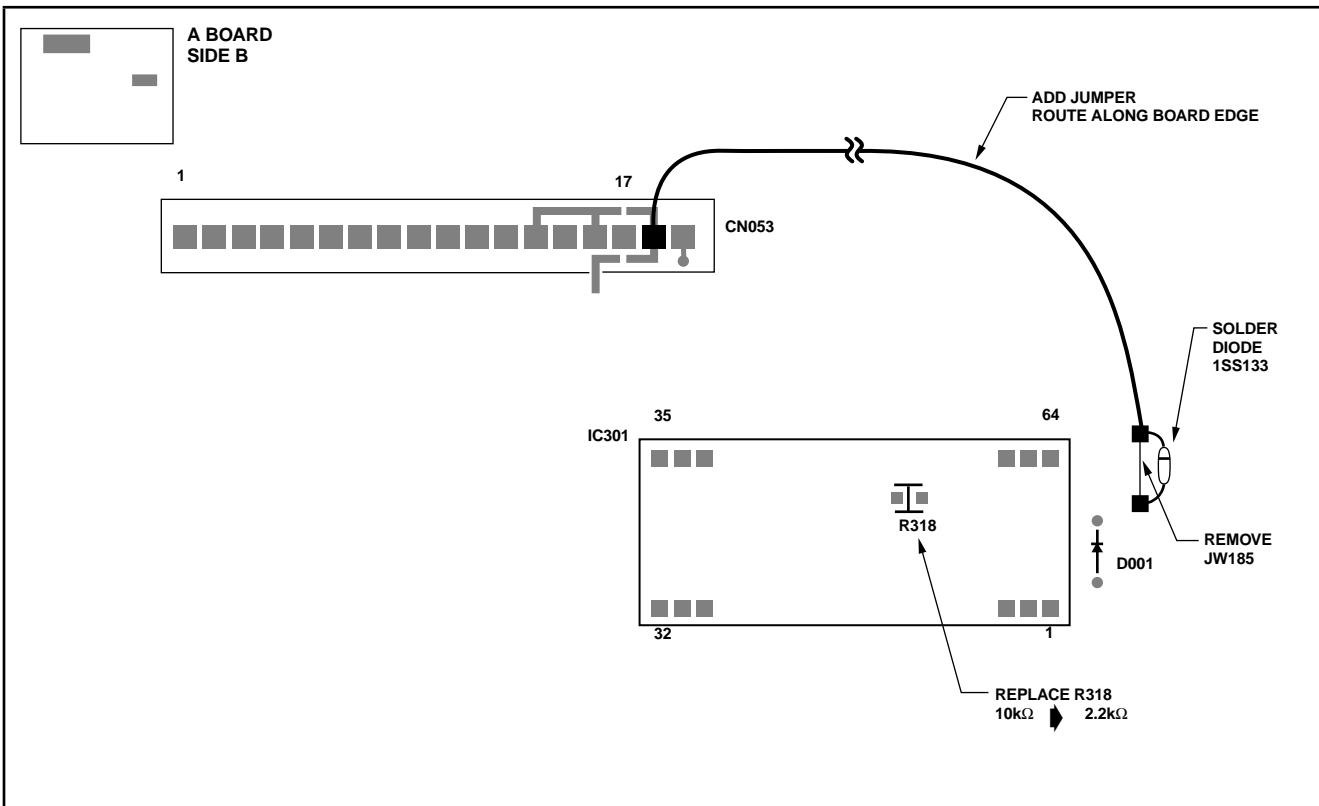 A BOARD
SIDE B
ADD JUMPER
ROUTE ALONG BOARD EDGE
1
17
CN053
SOLDER
DIODE
1SS133
35
64
IC301
R318
D001
REMOVE
JW185
32
1
REPLACE R318
10kΩ 2.2kΩ